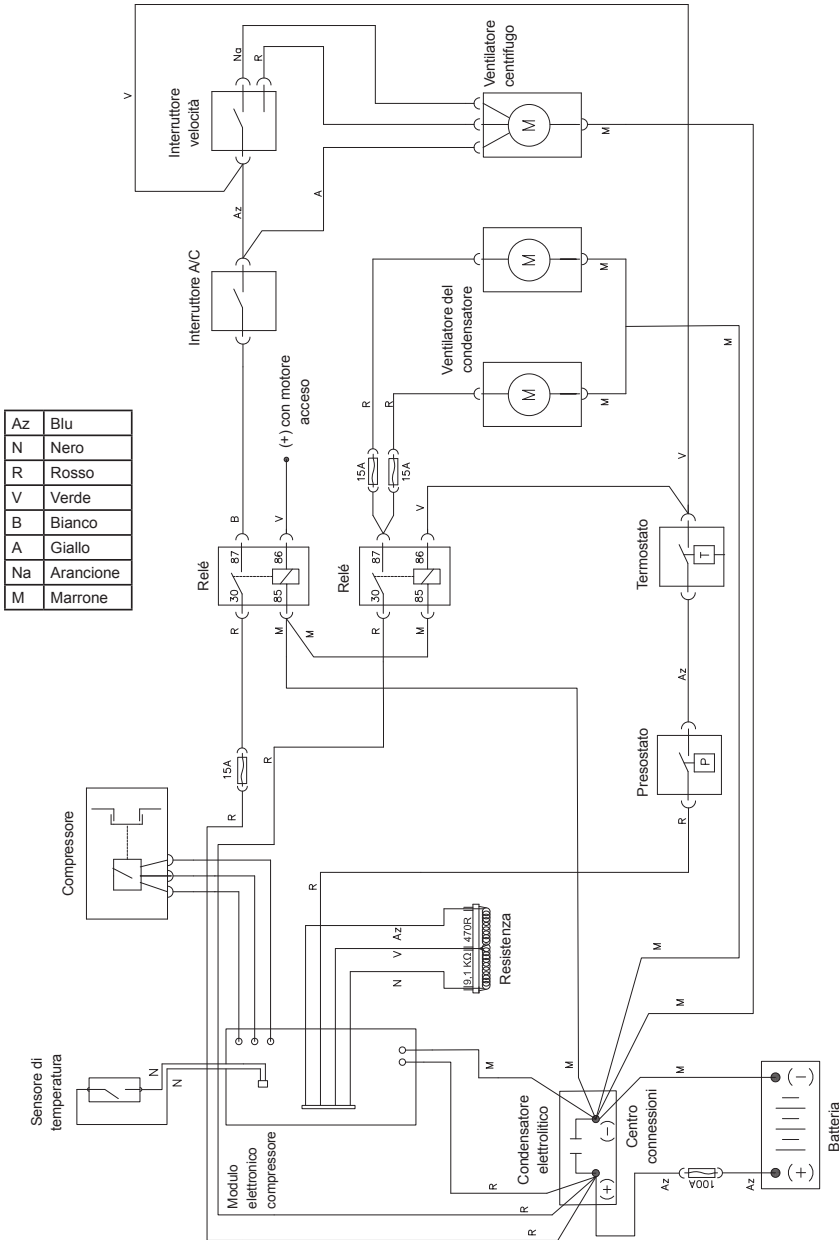 Az Blu
N Nero
R Rosso
V Verde
B Bianco
A Giallo
Na Arancione
M Marrone
V
Na
R
Interruttore
velocità
Ventilatore
centrifugo
M
M
Az
A
Interruttore A/C
Ventilatore del
condensatore
M
M
M
M
M
R
R
15A
15A
(+) con motore
acceso
B
V
Relé
87
86
30
85
R
M
M
Relé
87
86
30
85
R
M
V
V
Termostato
T
Az
Presostato
P
R
15A
R
R
Compressore
R
Az
V
N
9,1 KΩ
470R
Resistenza
Sensore di
temperatura
N
N
Modulo
elettronico
compressore
M
R
R
R
M
M
M
Condensatore
elettrolitico
(+)
(-)
Centro
connessioni
M
Az
100A
Az
(+)
(-)
Batteria